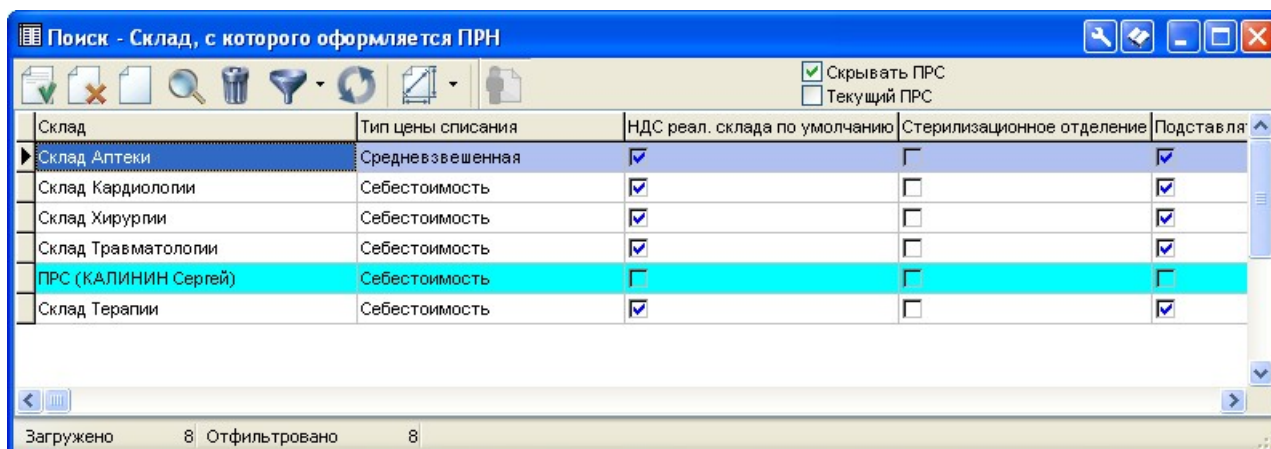 Поиск - Склад, с которого оформляется ПРН
Скрывать ПРС
Текущий ПРС
Склад Тип цены списания НДС реал. склада по умолчанию Стерилизационное отделение Подставлят
Склад Аптеки Средневзвешенная
Склад Кардиологии Себестоимость
Склад Хирургии Себестоимость
Склад Травматологии Себестоимость
ПРС (КАЛИНИН Сергей) Себестоимость
Склад Терапии Себестоимость
Загружено 8 Отфильтровано 8